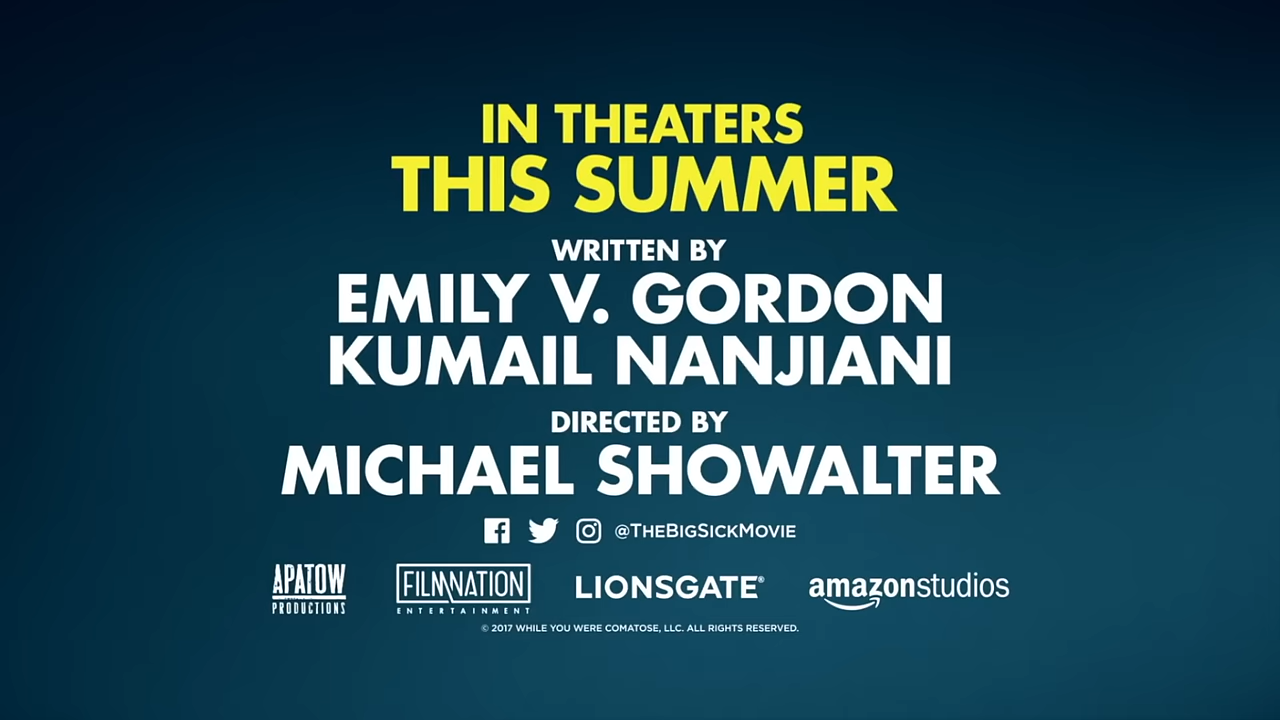 IN THEATERS
THIS SUMMER
WRITTEN BY
EMILY V. GORDON
KUMAIL NANJIANI
DIRECTED BY
MICHAEL SHOWALTER
@THEBIGSICKMOVIE
APATOW
PRODUCTIONS
FILMNATION
ENTERTAINMENT
LIONSGATE®
amazonstudios
© 2017 WHILE YOU WERE COMATOSE, LLC. ALL RIGHTS RESERVED.